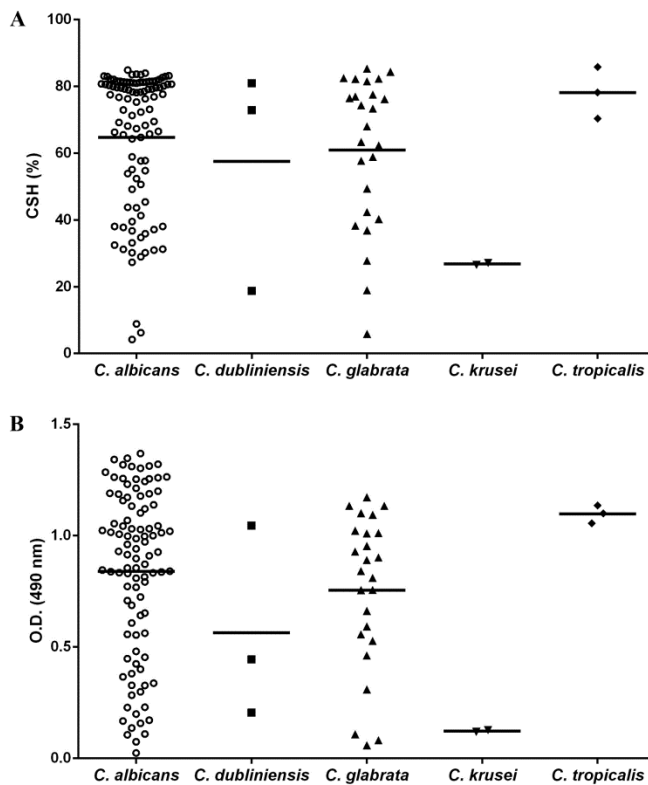 A
100
80
60
40
20
0
CSH (%)
C. albicans C. dubliniensis C. glabrata C. krusei C. tropicalis
B
1.5
1.0
0.5
0.0
O.D. (490 nm)
C. albicans C. dubliniensis C. glabrata C. krusei C. tropicalis